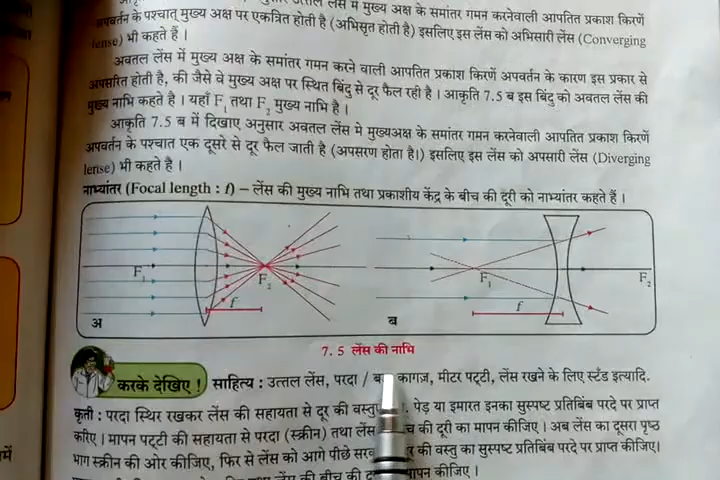 उत्तल लेंस में मुख्य अक्ष के समांतर गमन करनेवाली आपतित प्रकाश किरणें
अपवर्तन के पश्चात् मुख्य अक्ष पर एकत्रित होती है (अभिसृत होती है) इसलिए इस लेंस को अभिसारी लेंस (Converging
lense) भी कहते हैं ।
अवतल लेंस में मुख्य अक्ष के समांतर गमन करने वाली आपतित प्रकाश किरणें अपवर्तन के कारण इस प्रकार से
अपसरित होती है, की जैसे वे मुख्य अक्ष पर स्थित बिंदु से दूर फैल रही है । आकृति 7.5 ब इस बिंदु को अवतल लेंस की
मुख्य नाभि कहते है । यहाँ F₁ तथा F₂ मुख्य नाभि है ।
आकृति 7.5 ब में दिखाए अनुसार अवतल लेंस मे मुख्यअक्ष के समांतर गमन करनेवाली आपतित प्रकाश किरणें
अपवर्तन के पश्चात एक दूसरे से दूर फैल जाती है (अपसरण होता है।) इसलिए इस लेंस को अपसारी लेंस (Diverging
lense) भी कहते है ।
नाभ्यांतर (Focal length : f) – लेंस की मुख्य नाभि तथा प्रकाशीय केंद्र के बीच की दूरी को नाभ्यांतर कहते हैं ।
F₁ F₂ f अ
F₁ F₂ f ब
7. 5 लेंस की नाभि
करके देखिए ! साहित्य : उत्तल लेंस, परदा / कागज़, मीटर पट्टी, लेंस रखने के लिए स्टँड इत्यादि.
कृती : परदा स्थिर रखकर लेंस की सहायता से दूर की वस्तु पेड़ या इमारत इनका सुस्पष्ट प्रतिबिंब परदे पर प्राप्त
करिए । मापन पट्टी की सहायता से परदा (स्क्रीन) तथा लेंस की दूरी का मापन कीजिए । अब लेंस का दूसरा पृष्ठ
भाग स्क्रीन की ओर कीजिए, फिर से लेंस को आगे पीछे की वस्तु का सुस्पष्ट प्रतिबिंब परदे पर प्राप्त कीजिए।
लेंस की बीच की मापन कीजिए ।